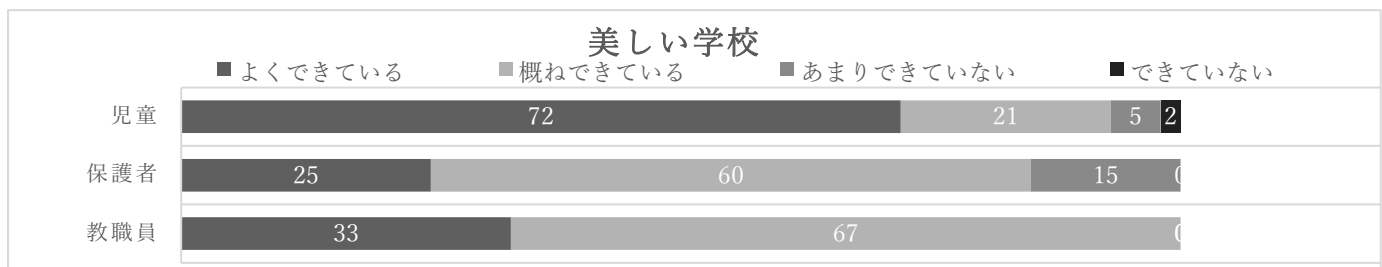 美しい学校
よくできている 概ねできている あまりできていない できていない
児童 72 21 5 2
保護者 25 60 15 0
教職員 33 67 0